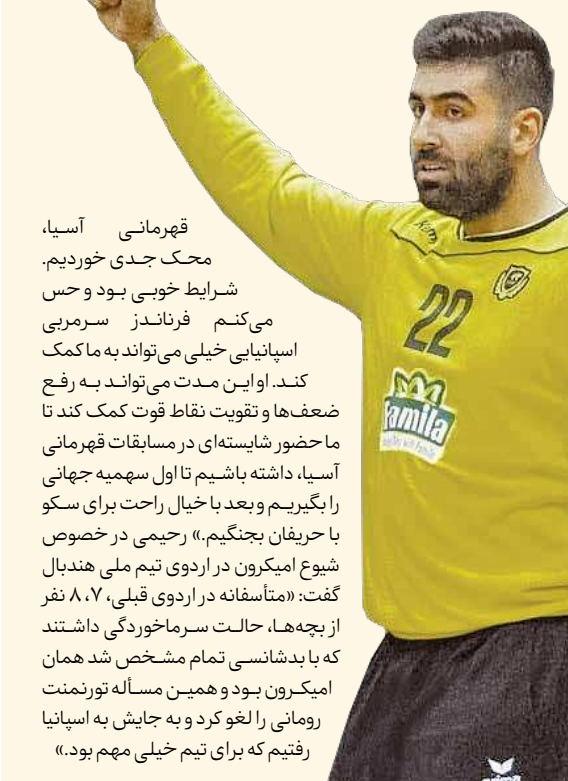 قهرمانی آسیا،
محک جدی خوردیم.
شرایط خوبی بود و حس
می‌کنم فرناندز سرمربی
اسپانیایی خیلی می‌تواند به ما کمک
کند. او این مدت می‌تواند به رفع
ضعف‌ها و تقویت نقاط قوت کمک کند تا
ما حضور شایسته‌ای در مسابقات قهرمانی
آسیا، داشته باشیم تا اول سهمیه جهانی
را بگیریم و بعد با خیال راحت برای سکو
با حریفان بجنگیم.» رحیمی در خصوص
شیوع امیکرون در اردوی تیم ملی هندبال
گفت: «متأسفانه در اردوی قبلی، ۷، ۸ نفر
از بچه‌ها، حالت سرماخوردگی داشتند
که با بدشانسی تمام مشخص شد همان
امیکرون بود و همین مسأله تورنمنت
رومانی را لغو کرد و به جایش به اسپانیا
رفتیم که برای تیم خیلی مهم بود.»
22
Famila